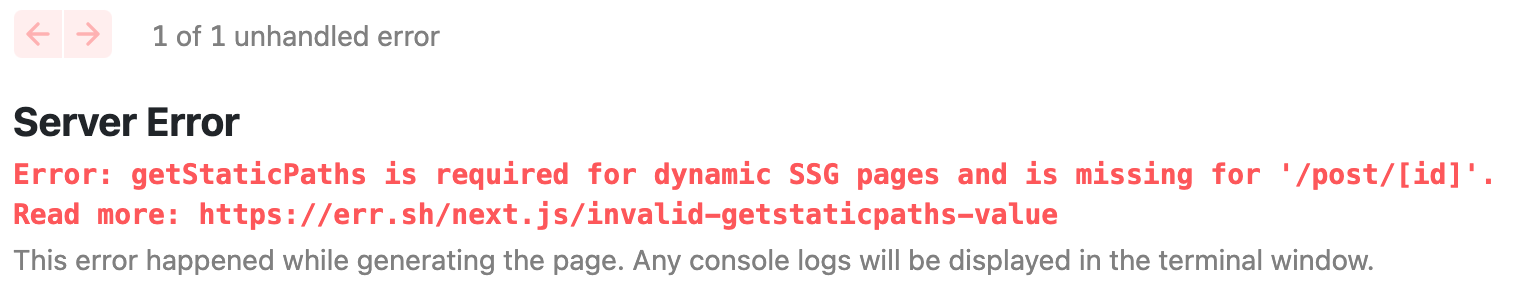 1 of 1 unhandled error
Server Error
Error: getStaticPaths is required for dynamic SSG pages and is missing for '/post/[id]'.
Read more: https://err.sh/next.js/invalid-getstaticpaths-value
This error happened while generating the page. Any console logs will be displayed in the terminal window.